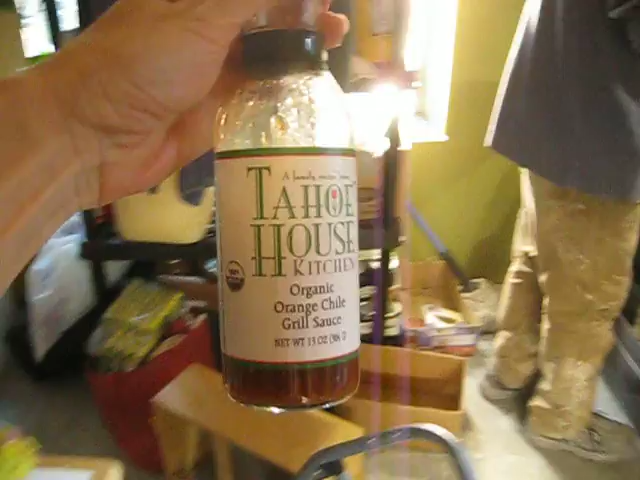 A family recipe from
TAHOE
HOUSE
KITCHEN
Organic
Orange Chile
Grill Sauce
NET WT 13 OZ